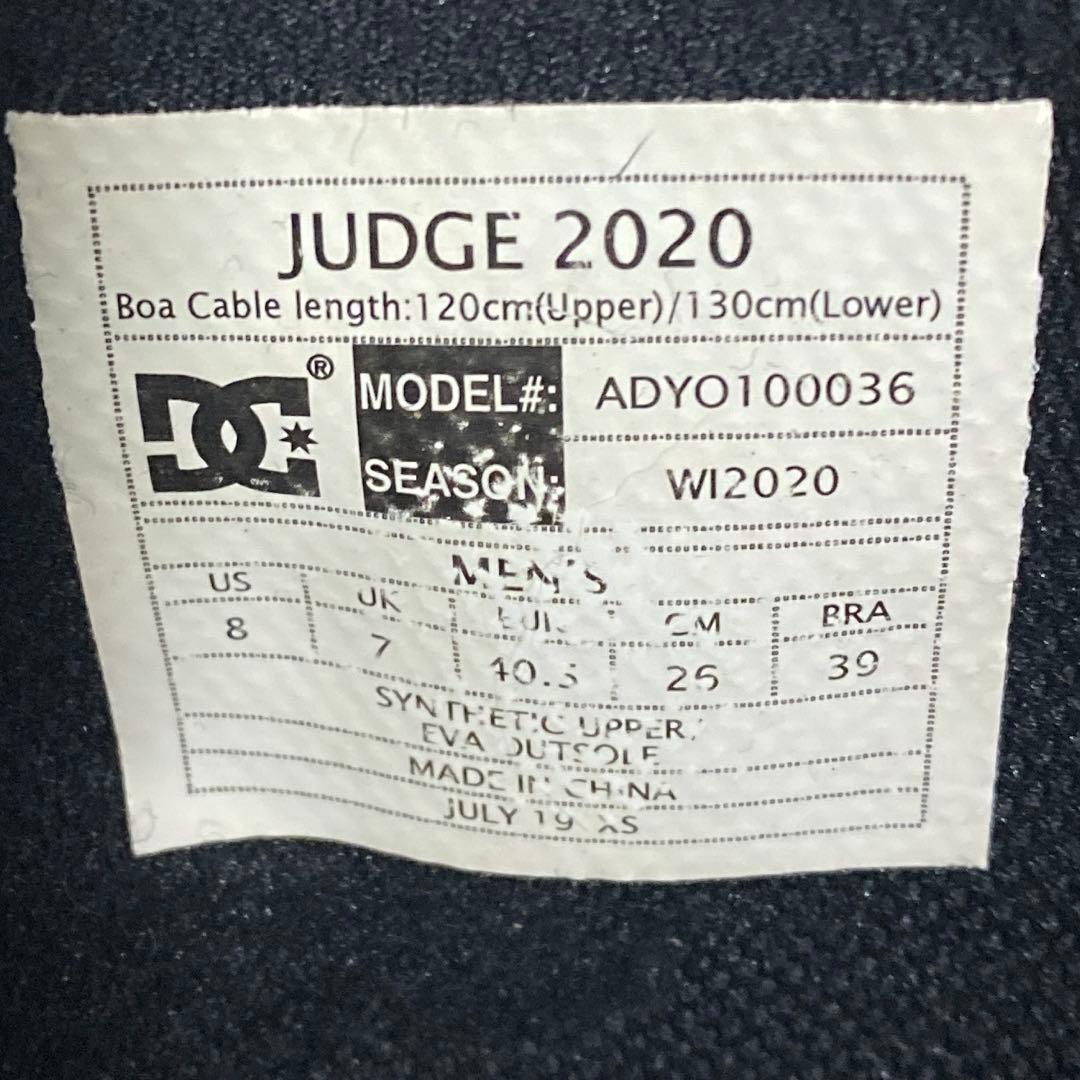 JUDGE 2020
Boa Cable length:120cm(Upper)/130cm(Lower)
DC ®
MODEL#: ADYO100036
SEASON: WI2020
MEN'S
US UK EUR CM BRA
8 7 40.5 26 39
SYNTHETIC UPPER/
EVA OUTSOLE
MADE IN CHINA
JULY 19 XS